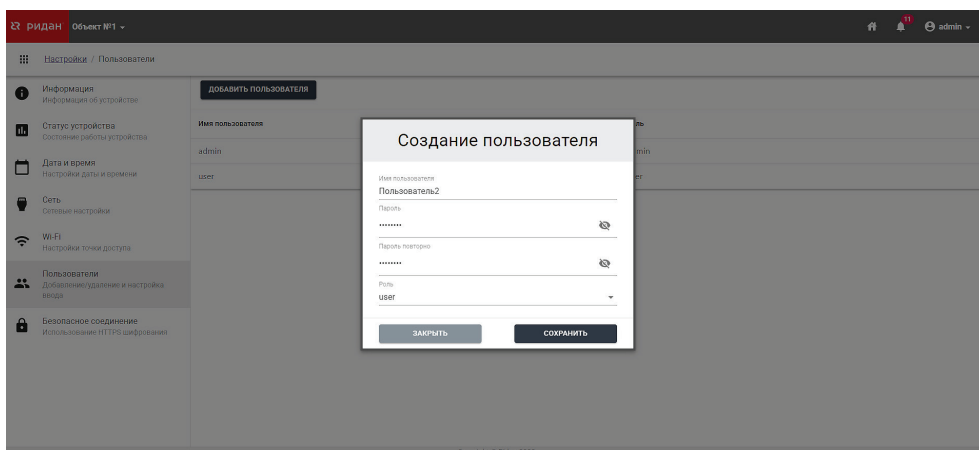 ридан Объект №1
11
admin
Настройки / Пользователи
Информация
Информация об устройстве
Статус устройства
Состояние работы устройства
Дата и время
Настройки даты и времени
Сеть
Сетевые настройки
Wi-Fi
Настройки точки доступа
Пользователи
Добавление/удаление и настройка
входа
Безопасное соединение
Использование HTTPS шифрования
ДОБАВИТЬ ПОЛЬЗОВАТЕЛЯ
Имя пользователя
ль
admin
min
user
er
Создание пользователя
Имя пользователя
Пользователь2
Пароль
••••••••
Пароль повторно
••••••••
Роль
user
ЗАКРЫТЬ
СОХРАНИТЬ